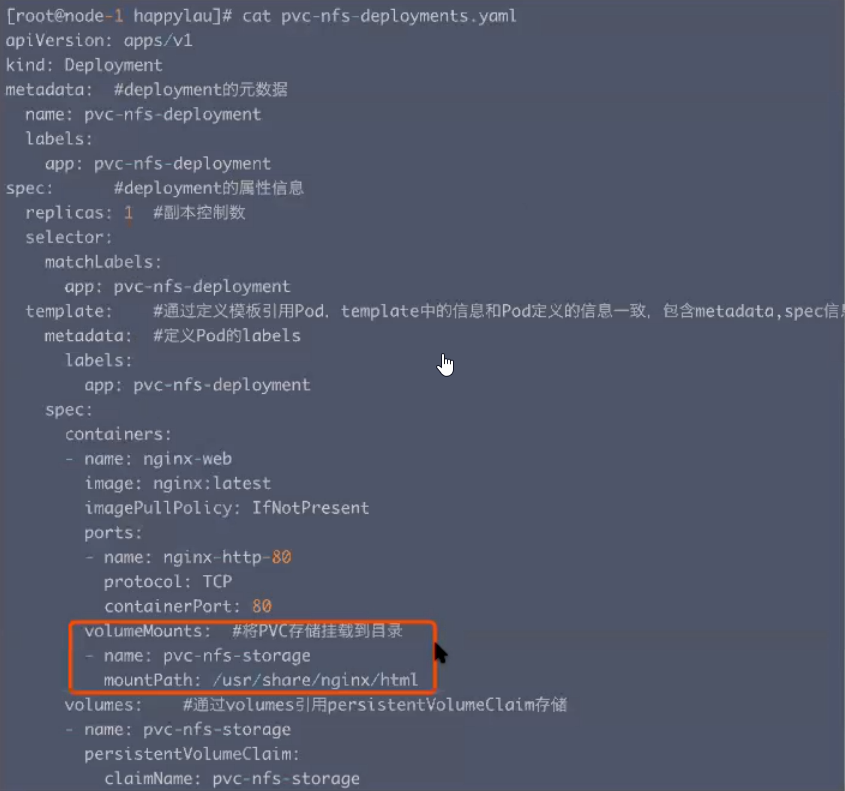 [root@node-1 happylau]# cat pvc-nfs-deployments.yaml
apiVersion: apps/v1
kind: Deployment
metadata:  #deployment的元数据
  name: pvc-nfs-deployment
  labels:
    app: pvc-nfs-deployment
spec:      #deployment的属性信息
  replicas: 1  #副本控制数
  selector:
    matchLabels:
      app: pvc-nfs-deployment
  template:    #通过定义模板引用Pod，template中的信息和Pod定义的信息一致，包含metadata,spec信
    metadata:  #定义Pod的labels
      labels:
        app: pvc-nfs-deployment
    spec:
      containers:
      - name: nginx-web
        image: nginx:latest
        imagePullPolicy: IfNotPresent
        ports:
        - name: nginx-http-80
          protocol: TCP
          containerPort: 80
        volumeMounts:  #将PVC存储挂载到目录
        - name: pvc-nfs-storage
          mountPath: /usr/share/nginx/html
      volumes:    #通过volumes引用persistentVolumeClaim存储
      - name: pvc-nfs-storage
        persistentVolumeClaim:
          claimName: pvc-nfs-storage